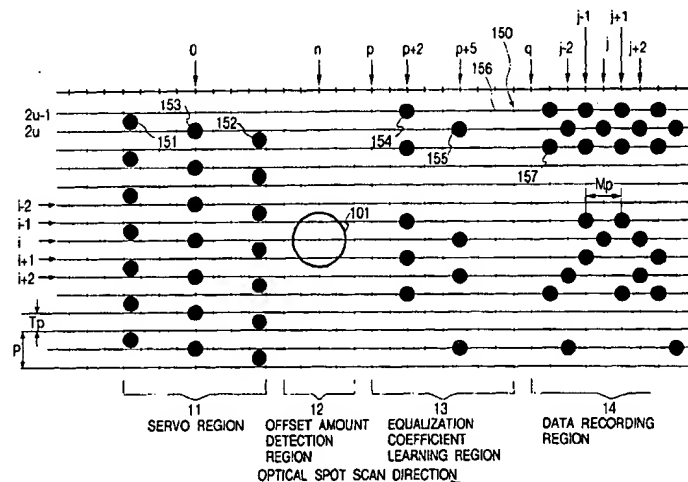 j-1 j+1
0 n p p+2 p+5 q j-2 j j+2
150
156
2u-1
2u
153
151
152
154
155
157
i-2
i-1
i
i+1
i+2
101
Mp
Tp
P
11 12 13 14
SERVO REGION
OFFSET AMOUNT
DETECTION
REGION
EQUALIZATION
COEFFICIENT
LEARNING REGION
DATA RECORDING
REGION
OPTICAL SPOT SCAN DIRECTION